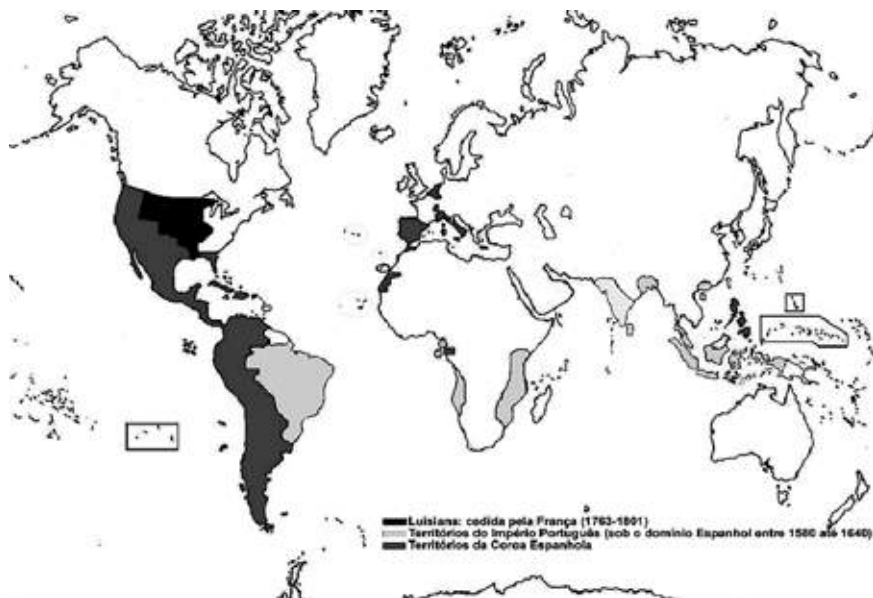 Luisiana: cedida pela França (1763-1801)
Territórios do Império Português (sob o domínio Espanhol entre 1580 até 1640)
Territórios da Coroa Espanhola